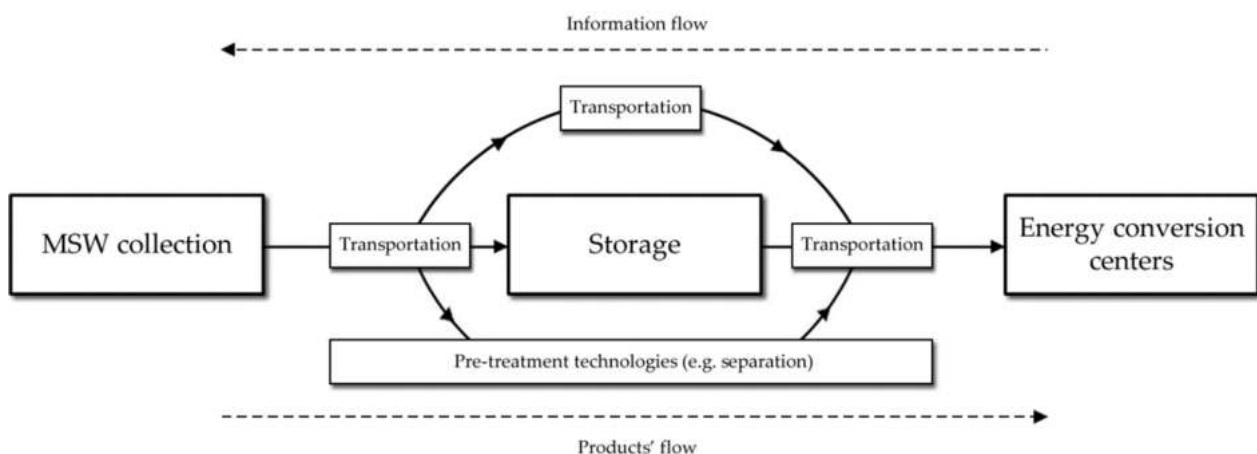 Information flow
Transportation
MSW collection
Transportation
Storage
Transportation
Energy conversion
centers
Pre-treatment technologies (e.g. separation)
Products' flow